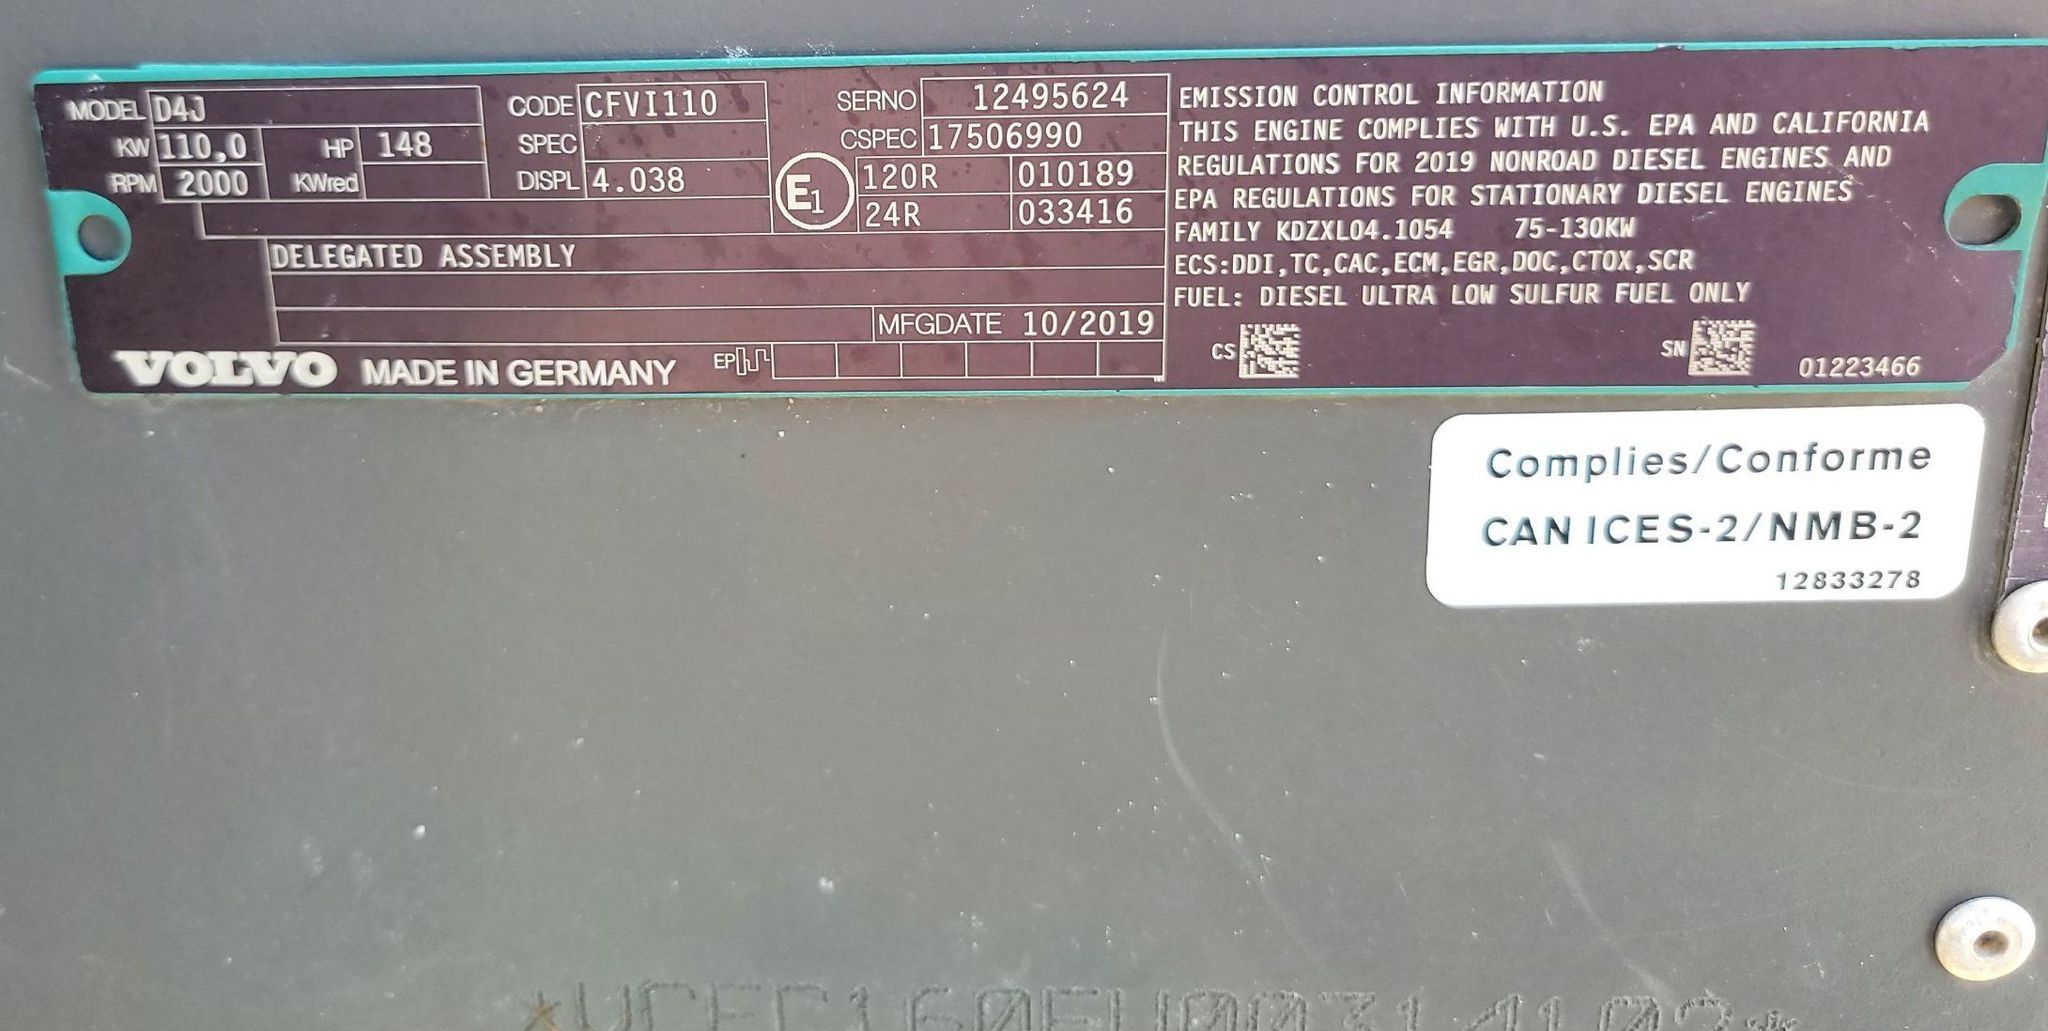 MODEL D4J CODE CFVI110 SERNO 12495624
KW 110,0 HP 148 SPEC CSPEC 17506990
RPM 2000 KWred DISPL 4.038 E1 120R 010189
24R 033416
DELEGATED ASSEMBLY
MFGDATE 10/2019
VOLVO MADE IN GERMANY EP
EMISSION CONTROL INFORMATION
THIS ENGINE COMPLIES WITH U.S. EPA AND CALIFORNIA
REGULATIONS FOR 2019 NONROAD DIESEL ENGINES AND
EPA REGULATIONS FOR STATIONARY DIESEL ENGINES
FAMILY KDZXL04.1054 75-130KW
ECS:DDI,TC,CAC,ECM,EGR,DOC,CTOX,SCR
FUEL: DIESEL ULTRA LOW SULFUR FUEL ONLY
CS SN 01223466
Complies/Conforme
CAN ICES-2/NMB-2
12833278